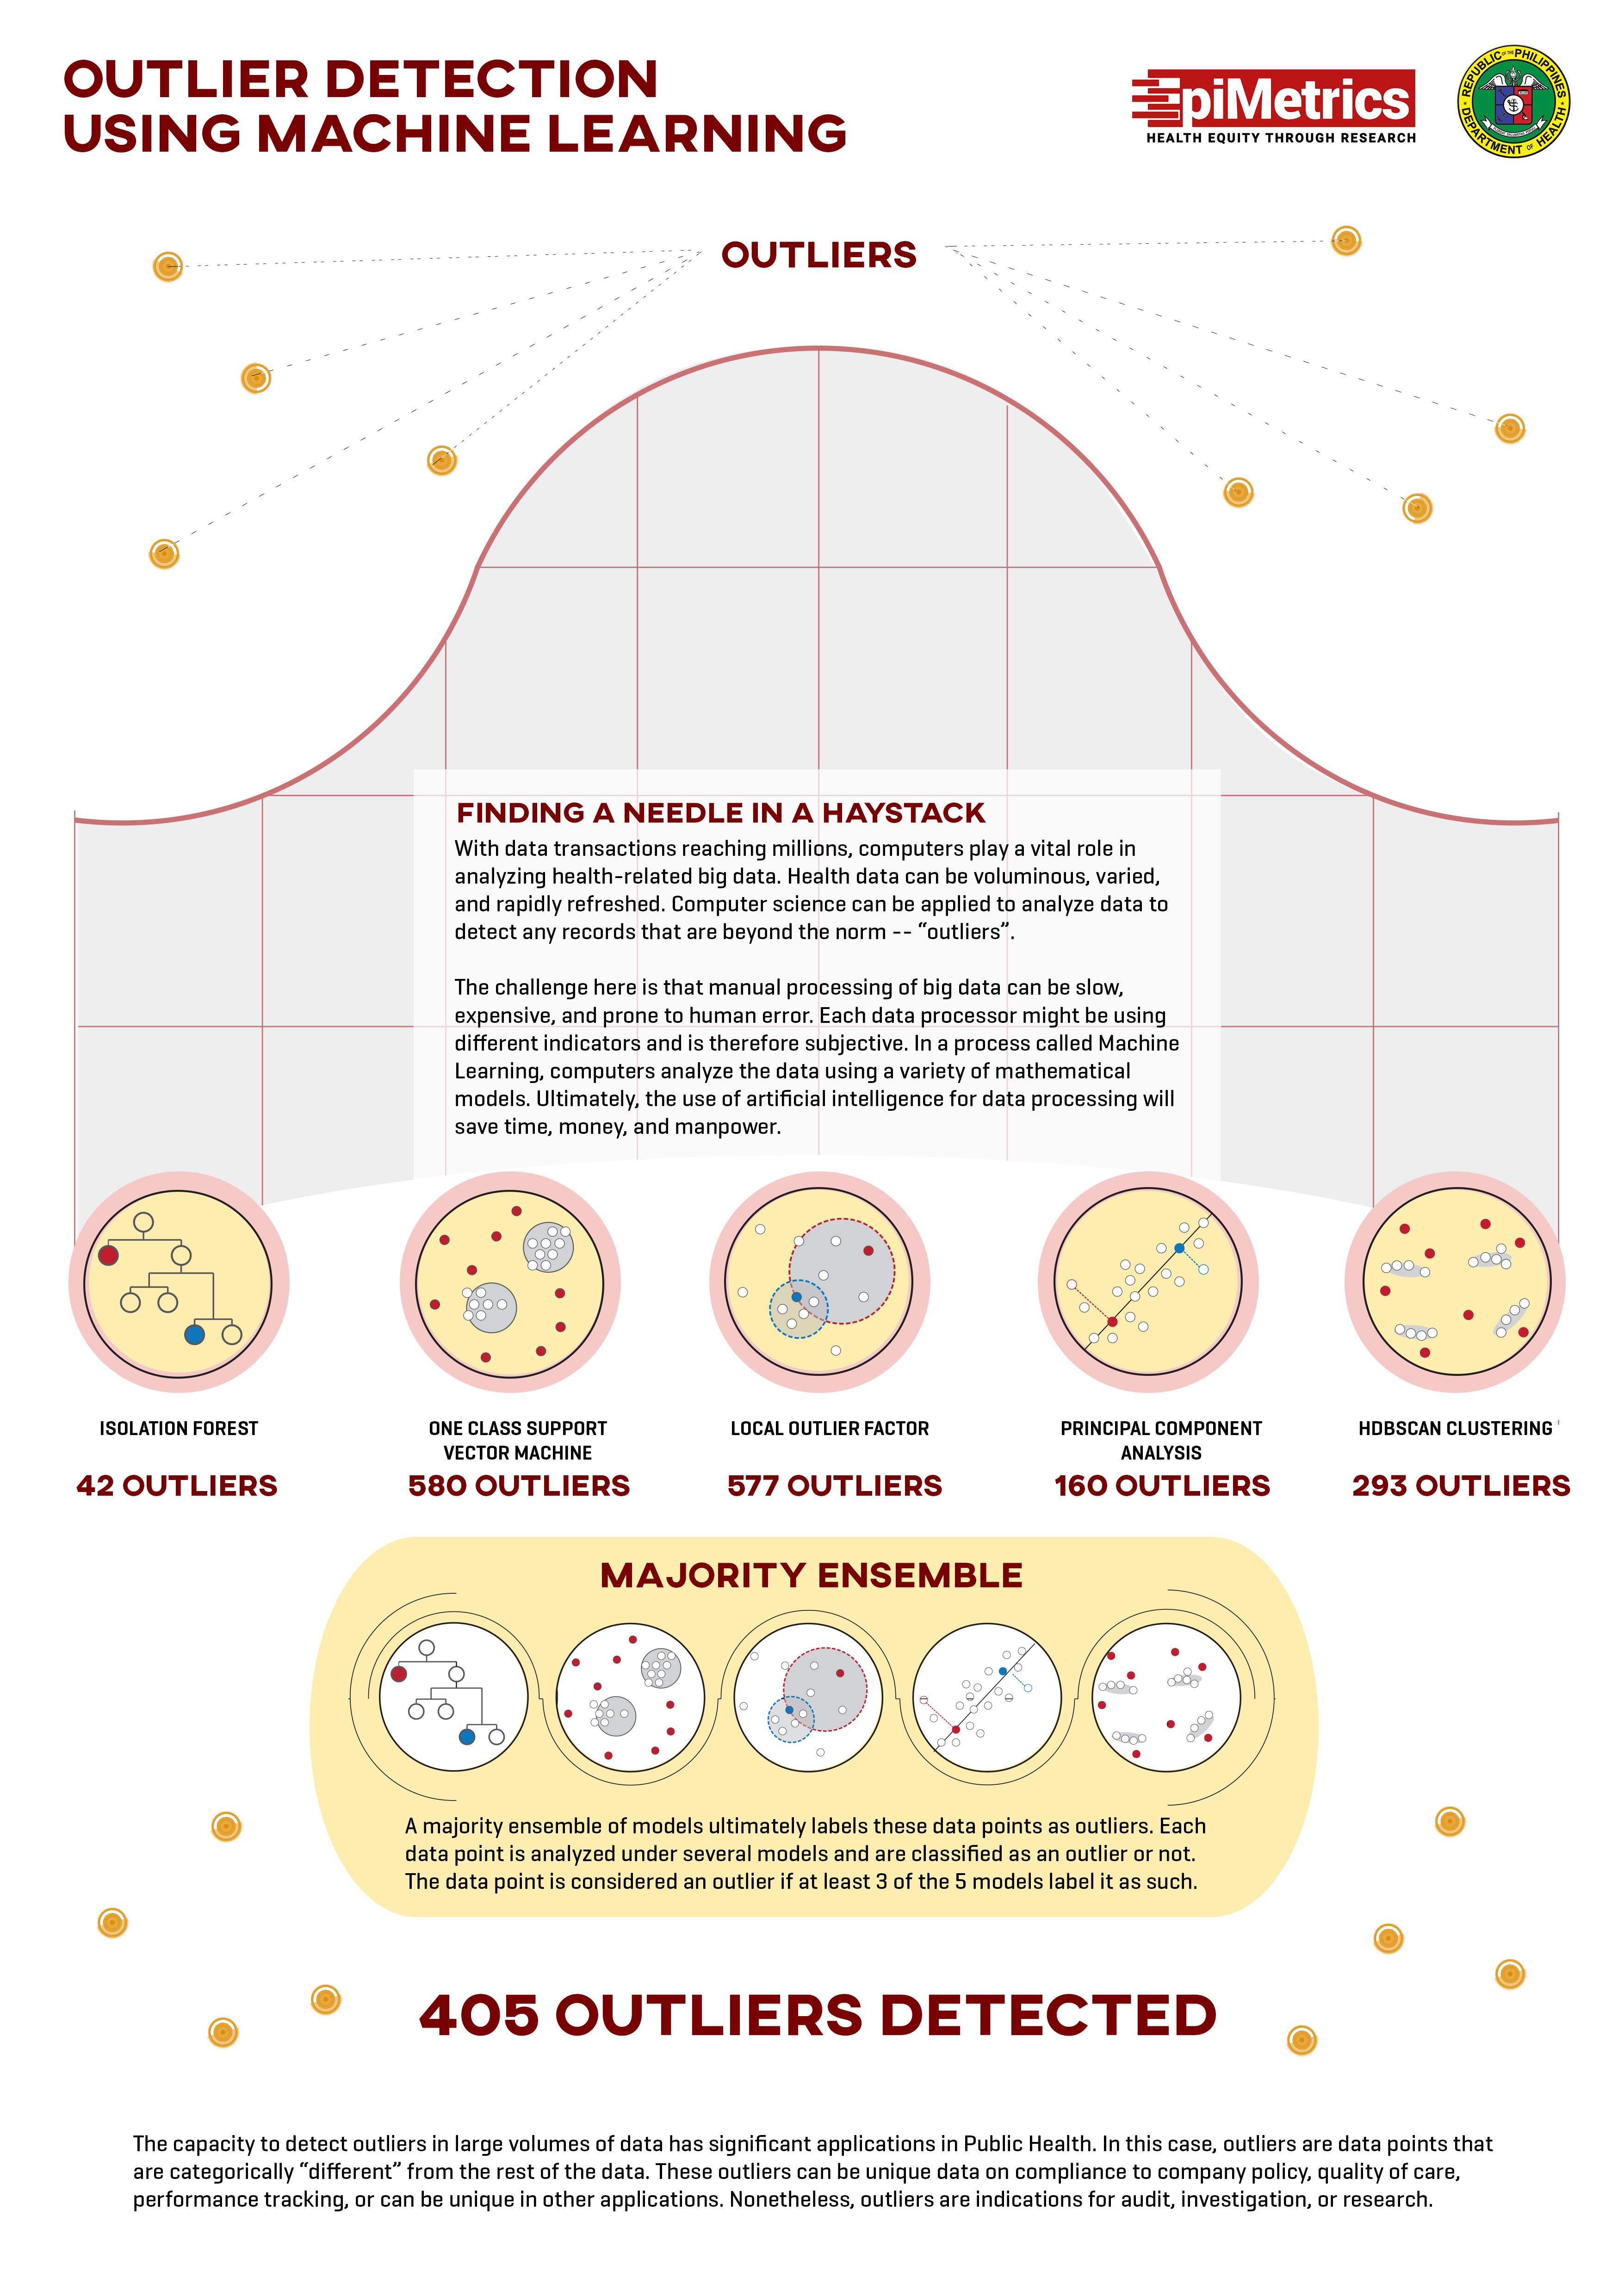 OUTLIER DETECTION
USING MACHINE LEARNING
EpiMetrics
HEALTH EQUITY THROUGH RESEARCH
REPUBLIC OF THE PHILIPPINES
DEPARTMENT OF HEALTH
OUTLIERS
FINDING A NEEDLE IN A HAYSTACK
With data transactions reaching millions, computers play a vital role in
analyzing health-related big data. Health data can be voluminous, varied,
and rapidly refreshed. Computer science can be applied to analyze data to
detect any records that are beyond the norm -- “outliers”.
The challenge here is that manual processing of big data can be slow,
expensive, and prone to human error. Each data processor might be using
different indicators and is therefore subjective. In a process called Machine
Learning, computers analyze the data using a variety of mathematical
models. Ultimately, the use of artificial intelligence for data processing will
save time, money, and manpower.
ISOLATION FOREST
42 OUTLIERS
ONE CLASS SUPPORT
VECTOR MACHINE
580 OUTLIERS
LOCAL OUTLIER FACTOR
577 OUTLIERS
PRINCIPAL COMPONENT
ANALYSIS
160 OUTLIERS
HDBSCAN CLUSTERING
293 OUTLIERS
MAJORITY ENSEMBLE
A majority ensemble of models ultimately labels these data points as outliers. Each
data point is analyzed under several models and are classified as an outlier or not.
The data point is considered an outlier if at least 3 of the 5 models label it as such.
405 OUTLIERS DETECTED
The capacity to detect outliers in large volumes of data has significant applications in Public Health. In this case, outliers are data points that
are categorically “different” from the rest of the data. These outliers can be unique data on compliance to company policy, quality of care,
performance tracking, or can be unique in other applications. Nonetheless, outliers are indications for audit, investigation, or research.